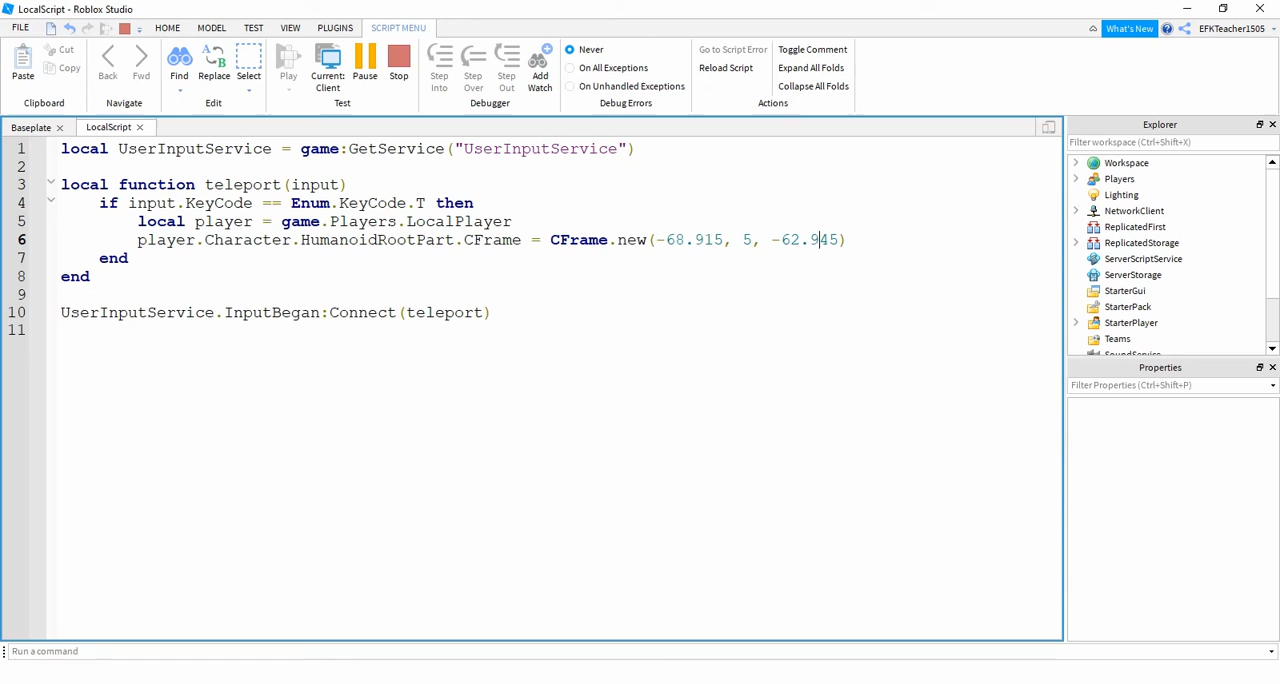 LocalScript - Roblox Studio
FILE HOME MODEL TEST VIEW PLUGINS SCRIPT MENU What's New EFKTeacher1505
Paste Cut Copy
Clipboard
Back Fwd
Navigate
Find Replace Select
Edit
Play Current: Client Pause Stop
Test
Step Into Step Over Step Out Add Watch
Debugger
Never
On All Exceptions
On Unhandled Exceptions
Debug Errors
Go to Script Error Toggle Comment
Reload Script Expand All Folds
Collapse All Folds
Actions
Baseplate LocalScript
1 local UserInputService = game:GetService("UserInputService")
2
3 local function teleport(input)
4 if input.KeyCode == Enum.KeyCode.T then
5 local player = game.Players.LocalPlayer
6 player.Character.HumanoidRootPart.CFrame = CFrame.new(-68.915, 5, -62.945)
7 end
8 end
9
10 UserInputService.InputBegan:Connect(teleport)
11
Explorer
Filter workspace (Ctrl+Shift+X)
Workspace
Players
Lighting
NetworkClient
ReplicatedFirst
ReplicatedStorage
ServerScriptService
ServerStorage
StarterGui
StarterPack
StarterPlayer
Teams
SoundService
Properties
Filter Properties (Ctrl+Shift+P)
Run a command